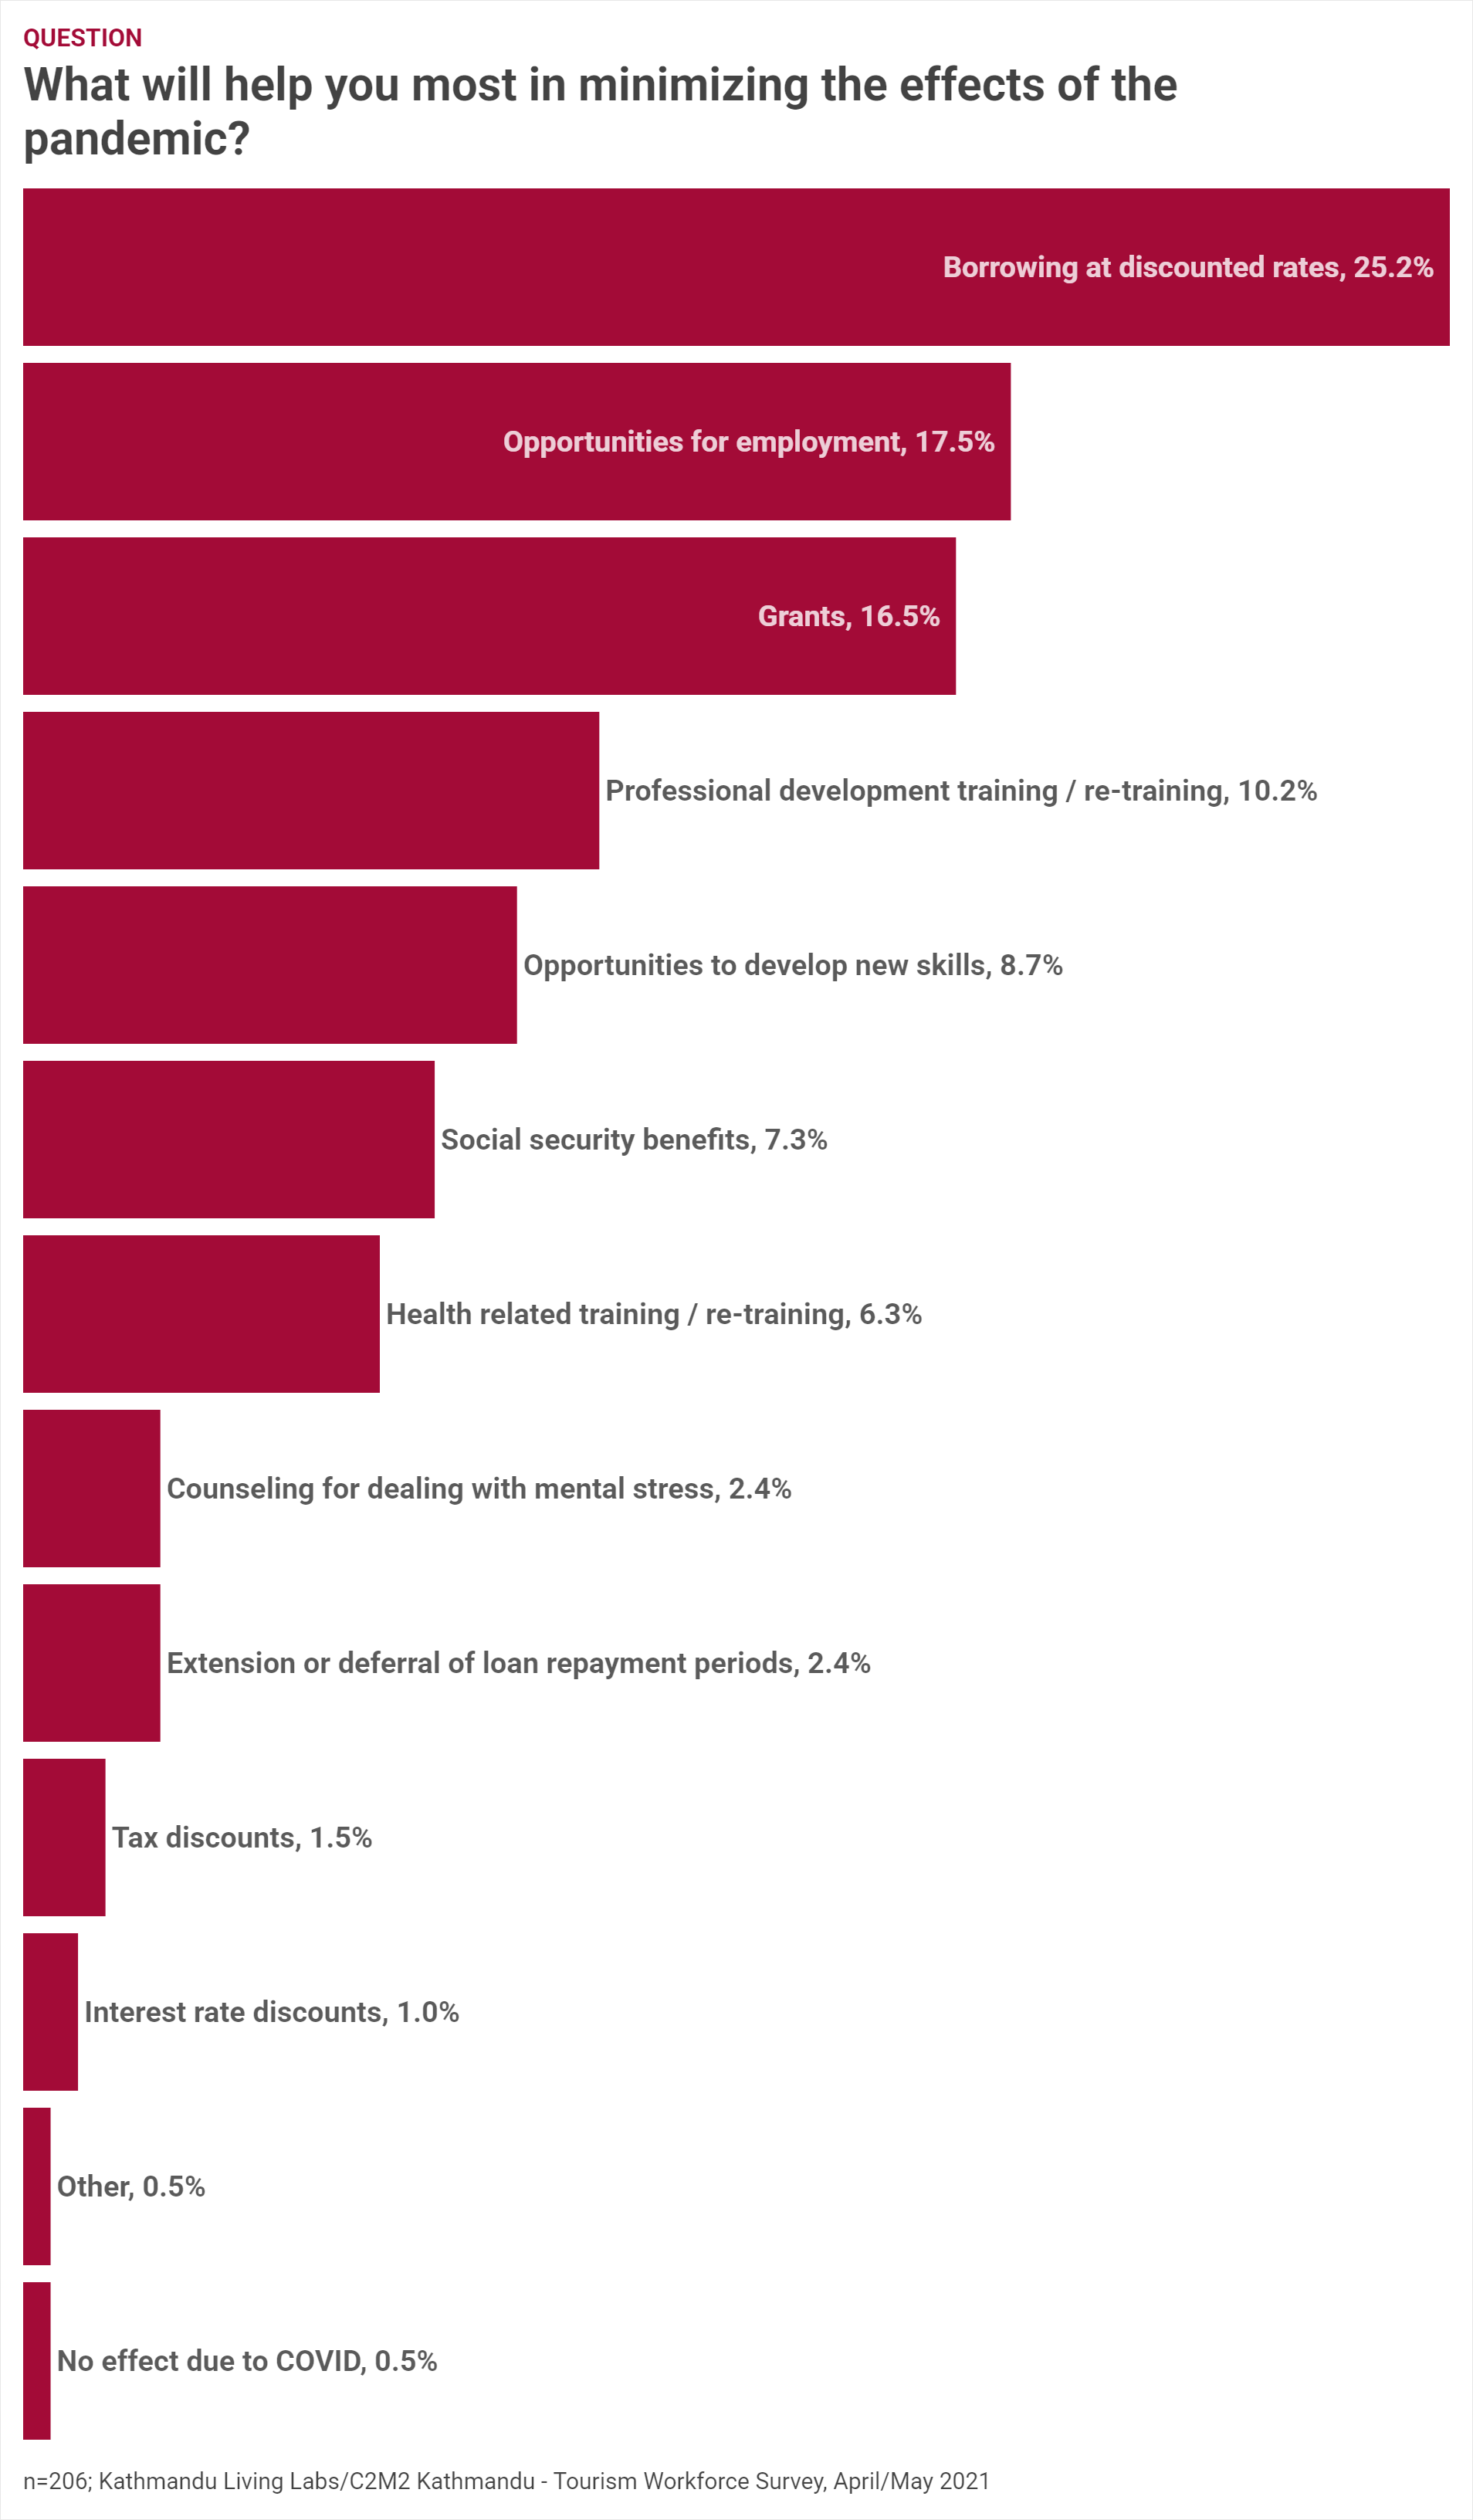 QUESTION
What will help you most in minimizing the effects of the
pandemic?
Borrowing at discounted rates, 25.2%
Opportunities for employment, 17.5%
Grants, 16.5%
Professional development training / re-training, 10.2%
Opportunities to develop new skills, 8.7%
Social security benefits, 7.3%
Health related training / re-training, 6.3%
Counseling for dealing with mental stress, 2.4%
Extension or deferral of loan repayment periods, 2.4%
Tax discounts, 1.5%
Interest rate discounts, 1.0%
Other, 0.5%
No effect due to COVID, 0.5%
n=206; Kathmandu Living Labs/C2M2 Kathmandu - Tourism Workforce Survey, April/May 2021